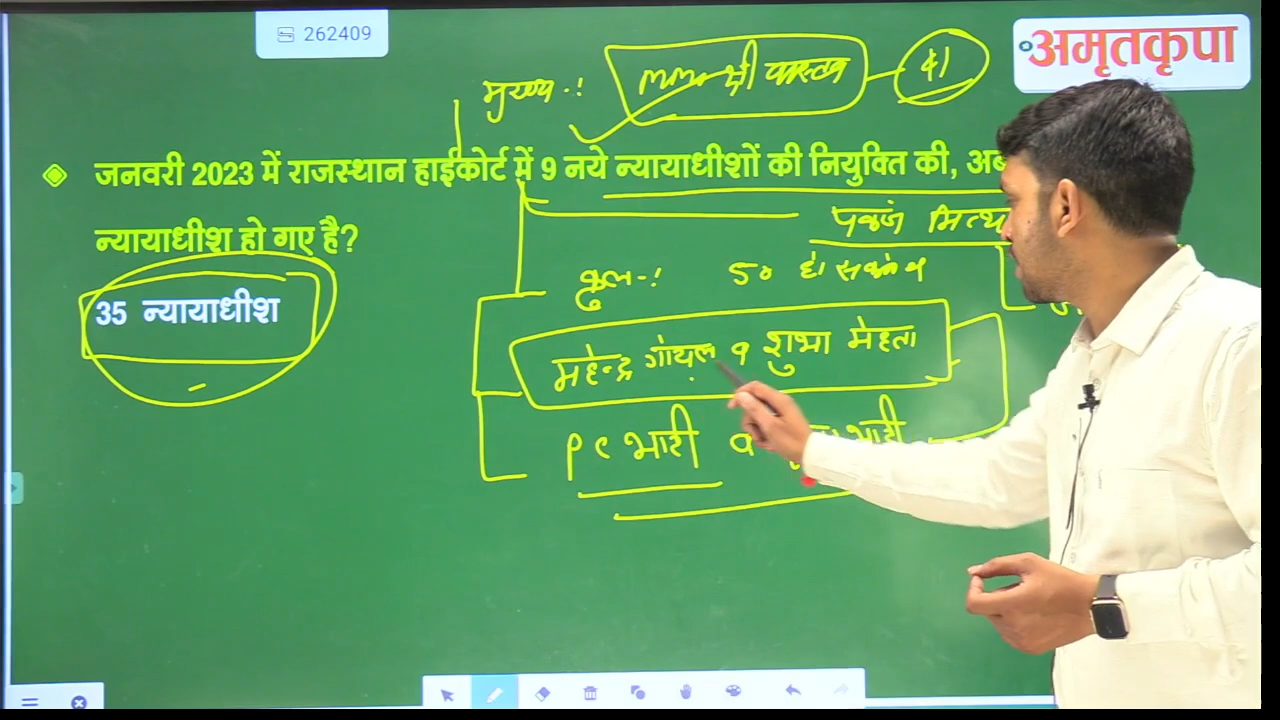 262409
अमृतकृपा
मुख्य -!
41
जनवरी 2023 में राजस्थान हाईकोर्ट में 9 नये न्यायाधीशों की नियुक्ति की, अब
पंकज मित्थ
न्यायाधीश हो गए है?
कुल -! 50 हो सकते थे
35 न्यायाधीश
महेन्द्र गोयल व शुभा मेहता
PC भारी व भारी